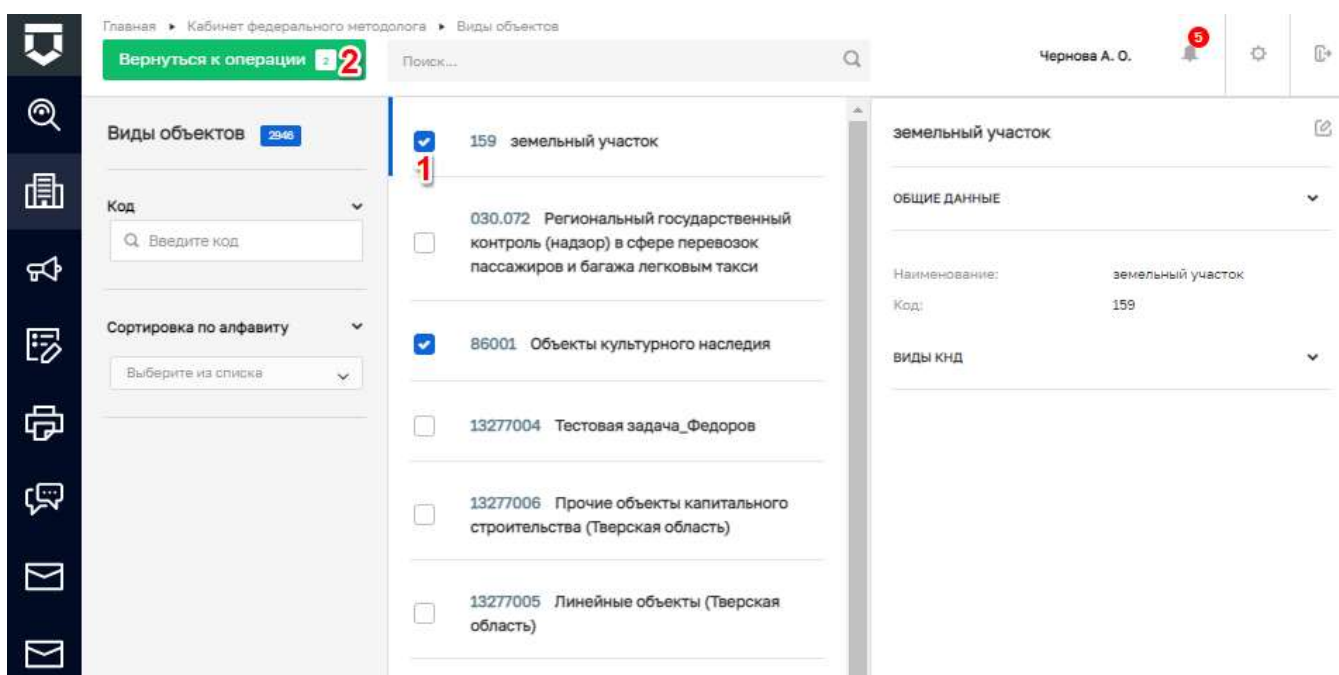 Главная ▸ Кабинет федерального методолога ▸ Виды объектов
Вернуться к операции 2 2
Поиск...
Чернова А. О.
5
Виды объектов 2946
Код
Введите код
Сортировка по алфавиту
Выберите из списка
159 земельный участок
1
030.072 Региональный государственный
контроль (надзор) в сфере перевозок
пассажиров и багажа легковым такси
86001 Объекты культурного наследия
13277004 Тестовая задача_Федоров
13277006 Прочие объекты капитального
строительства (Тверская область)
13277005 Линейные объекты (Тверская
область)
земельный участок
ОБЩИЕ ДАННЫЕ
Наименование: земельный участок
Код: 159
ВИДЫ КНД